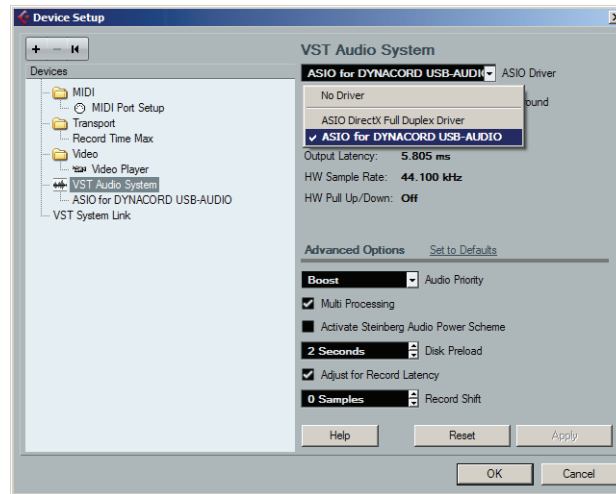 Device Setup
+ - 
Devices
MIDI
MIDI Port Setup
Transport
Record Time Max
Video
Video Player
VST Audio System
ASIO for DYNACORD USB-AUDIO
VST System Link
VST Audio System
ASIO for DYNACORD USB-AUDI ASIO Driver
No Driver
ASIO DirectX Full Duplex Driver
✓ ASIO for DYNACORD USB-AUDIO
Output Latency: 5.805 ms
HW Sample Rate: 44.100 kHz
HW Pull Up/Down: Off
Advanced Options Set to Defaults
Boost Audio Priority
Multi Processing
Activate Steinberg Audio Power Scheme
2 Seconds Disk Preload
Adjust for Record Latency
0 Samples Record Shift
Help Reset Apply
OK Cancel